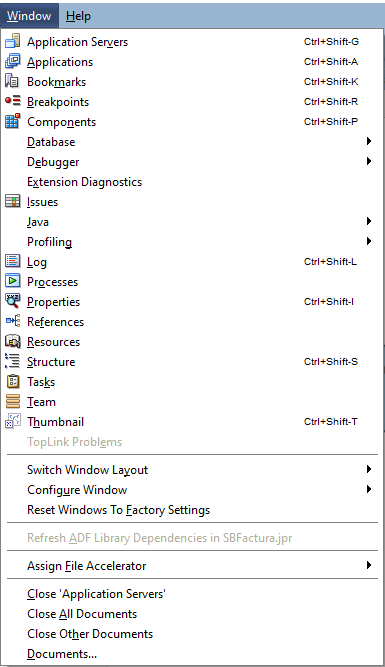 Window Help
Application Servers Ctrl+Shift-G
Applications Ctrl+Shift-A
Bookmarks Ctrl+Shift-K
Breakpoints Ctrl+Shift-R
Components Ctrl+Shift-P
Database
Debugger
Extension Diagnostics
Issues
Java
Profiling
Log Ctrl+Shift-L
Processes
Properties Ctrl+Shift-I
References
Resources
Structure Ctrl+Shift-S
Tasks
Team
Thumbnail Ctrl+Shift-T
TopLink Problems
Switch Window Layout
Configure Window
Reset Windows To Factory Settings
Refresh ADF Library Dependencies in SBFactura.jpr
Assign File Accelerator
Close 'Application Servers'
Close All Documents
Close Other Documents
Documents...